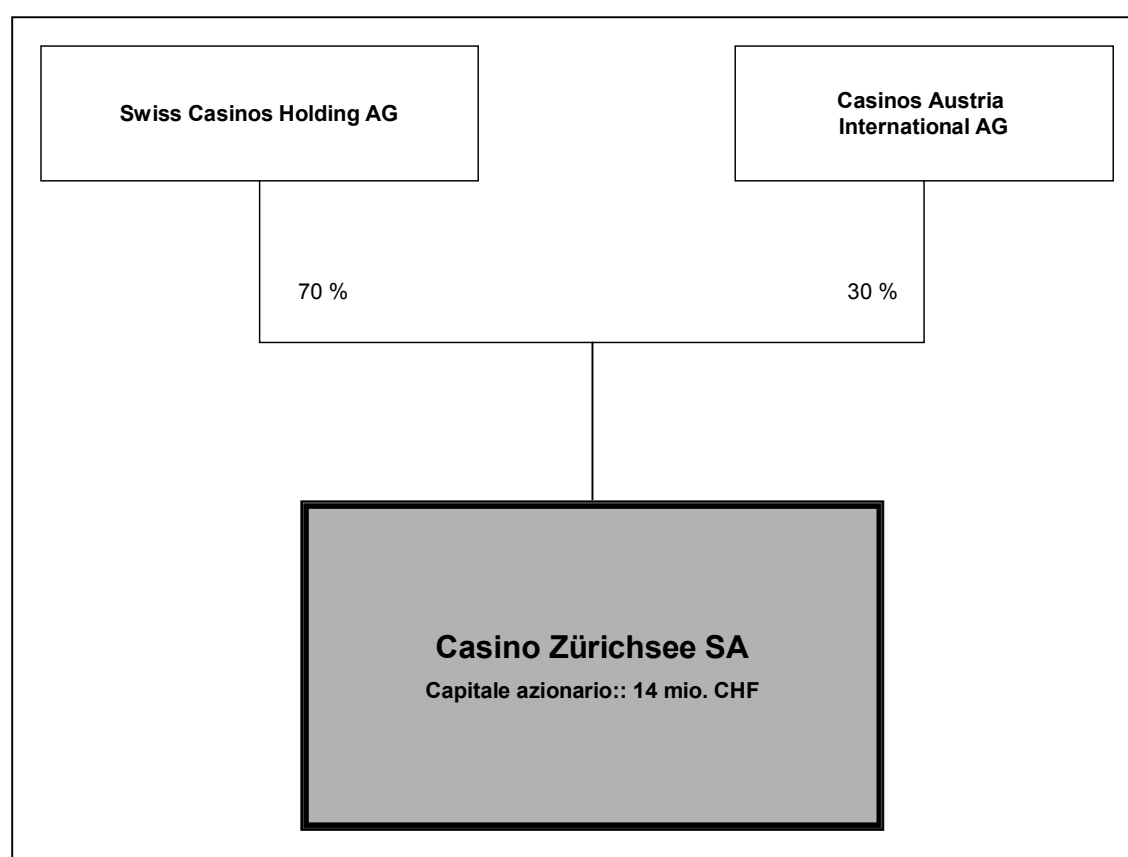 Swiss Casinos Holding AG
Casinos Austria
International AG
70 %
30 %
Casino Zürichsee SA
Capitale azionario:: 14 mio. CHF